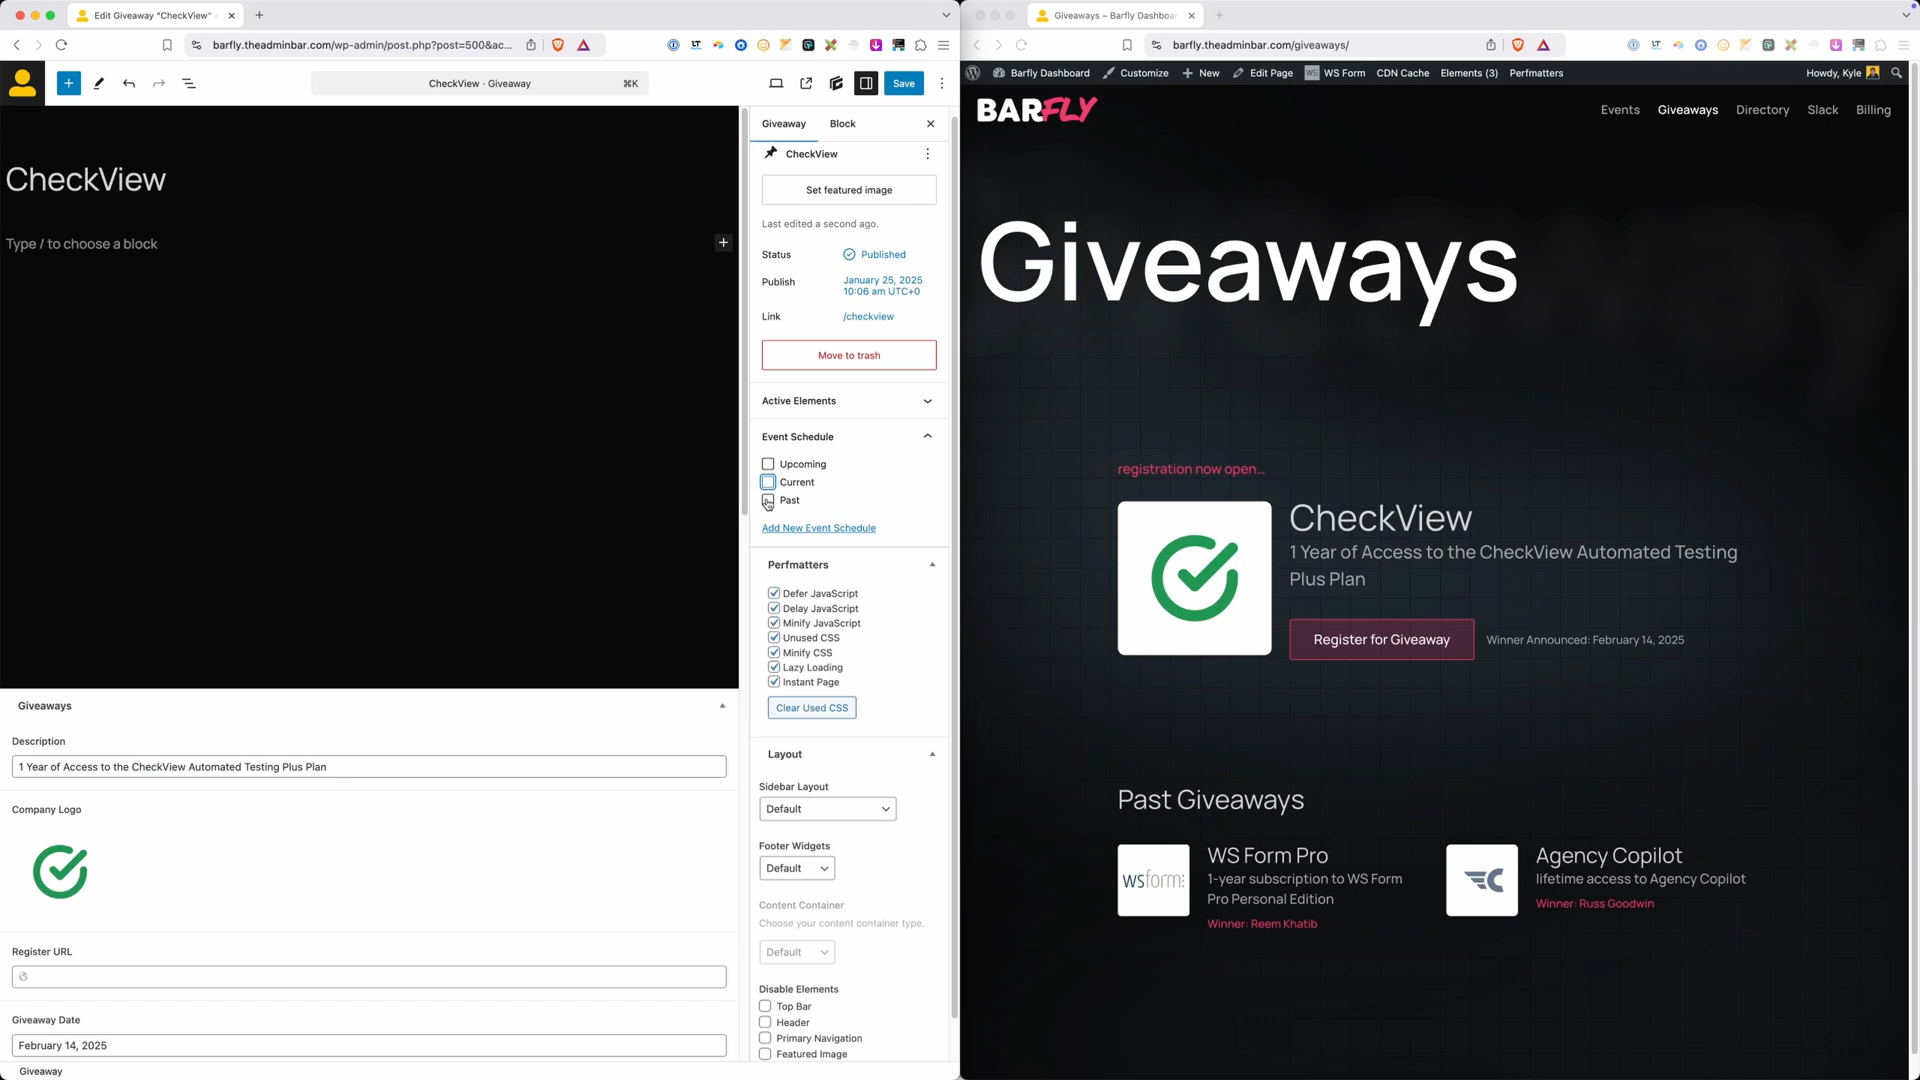 Edit Giveaway “CheckView”
barfly.theadminbar.com/wp-admin/post.php?post=500&ac...
CheckView · Giveaway
⌘K
Save
CheckView
Type / to choose a block
Giveaway
Block
CheckView
Set featured image
Last edited a second ago.
Status
Published
Publish
January 25, 2025
10:06 am UTC+0
Link
/checkview
Move to trash
Active Elements
Event Schedule
Upcoming
Current
Past
Add New Event Schedule
Perfmatters
Defer JavaScript
Delay JavaScript
Minify JavaScript
Unused CSS
Minify CSS
Lazy Loading
Instant Page
Clear Used CSS
Layout
Sidebar Layout
Default
Footer Widgets
Default
Content Container
Choose your content container type.
Default
Disable Elements
Top Bar
Header
Primary Navigation
Featured Image
Giveaways
Description
1 Year of Access to the CheckView Automated Testing Plus Plan
Company Logo
Register URL
Giveaway Date
February 14, 2025
Giveaway
Giveaways – Barfly Dashboar
barfly.theadminbar.com/giveaways/
Barfly Dashboard
Customize
New
Edit Page
WS Form
CDN Cache
Elements (3)
Perfmatters
Howdy, Kyle
BARFLY
Events
Giveaways
Directory
Slack
Billing
Giveaways
registration now open...
CheckView
1 Year of Access to the CheckView Automated Testing
Plus Plan
Register for Giveaway
Winner Announced: February 14, 2025
Past Giveaways
wsform
WS Form Pro
1-year subscription to WS Form
Pro Personal Edition
Winner: Reem Khatib
Agency Copilot
lifetime access to Agency Copilot
Winner: Russ Goodwin